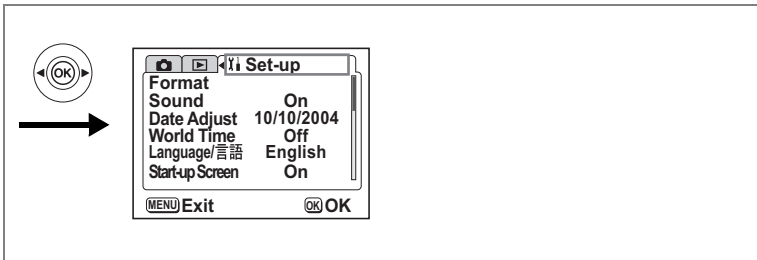 OK
Set-up
Format
Sound On
Date Adjust 10/10/2004
World Time Off
Language/言語 English
Start-up Screen On
MENU Exit OK OK